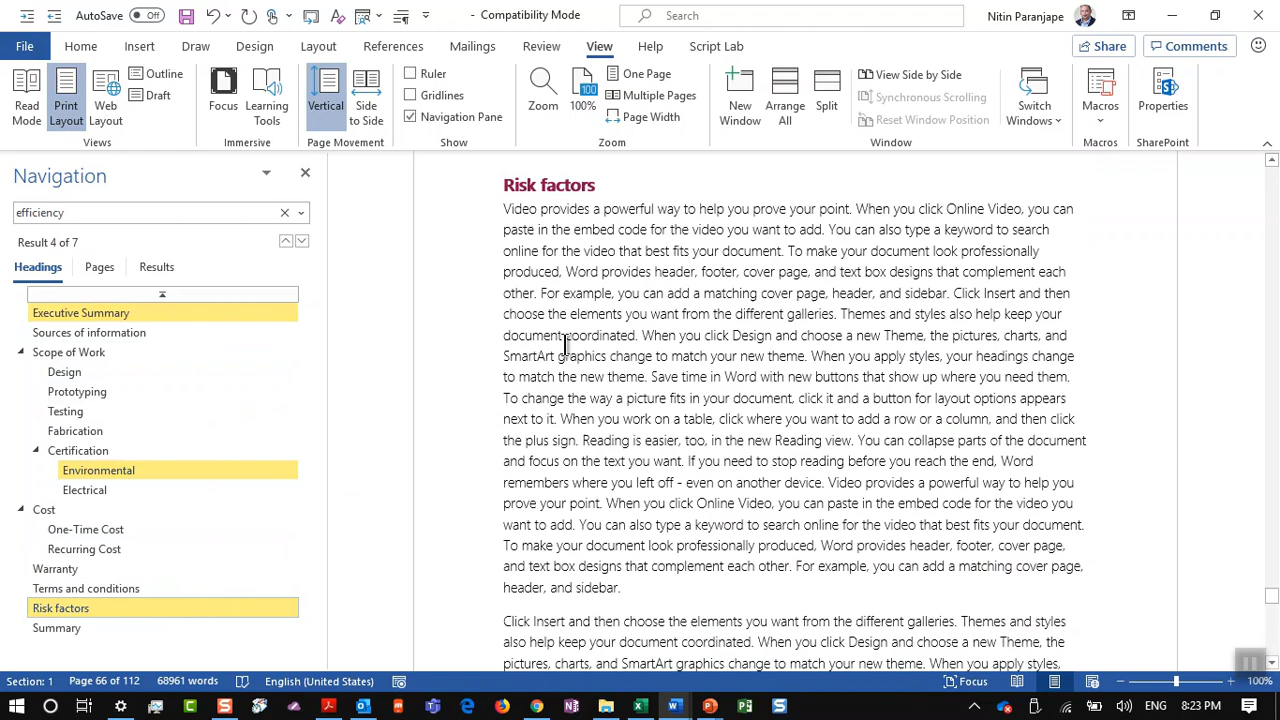 AutoSave Off - Compatibility Mode Search Nitin Paranjape
File Home Insert Draw Design Layout References Mailings Review View Help Script Lab Share Comments
Read Mode Print Layout Web Layout Outline Draft Focus Learning Tools Vertical Side to Side Ruler Gridlines Navigation Pane Zoom 100 100% One Page Multiple Pages Page Width New Window Arrange All Split View Side by Side Synchronous Scrolling Reset Window Position Switch Windows Macros Properties
Views Immersive Page Movement Show Zoom Window Macros SharePoint
Navigation
efficiency
Result 4 of 7
Headings Pages Results
Executive Summary
Sources of information
Scope of Work
Design
Prototyping
Testing
Fabrication
Certification
Environmental
Electrical
Cost
One-Time Cost
Recurring Cost
Warranty
Terms and conditions
Risk factors
Summary
Risk factors
Video provides a powerful way to help you prove your point. When you click Online Video, you can
paste in the embed code for the video you want to add. You can also type a keyword to search
online for the video that best fits your document. To make your document look professionally
produced, Word provides header, footer, cover page, and text box designs that complement each
other. For example, you can add a matching cover page, header, and sidebar. Click Insert and then
choose the elements you want from the different galleries. Themes and styles also help keep your
document coordinated. When you click Design and choose a new Theme, the pictures, charts, and
SmartArt graphics change to match your new theme. When you apply styles, your headings change
to match the new theme. Save time in Word with new buttons that show up where you need them.
To change the way a picture fits in your document, click it and a button for layout options appears
next to it. When you work on a table, click where you want to add a row or a column, and then click
the plus sign. Reading is easier, too, in the new Reading view. You can collapse parts of the document
and focus on the text you want. If you need to stop reading before you reach the end, Word
remembers where you left off - even on another device. Video provides a powerful way to help you
prove your point. When you click Online Video, you can paste in the embed code for the video you
want to add. You can also type a keyword to search online for the video that best fits your document.
To make your document look professionally produced, Word provides header, footer, cover page,
and text box designs that complement each other. For example, you can add a matching cover page,
header, and sidebar.
Click Insert and then choose the elements you want from the different galleries. Themes and styles
also help keep your document coordinated. When you click Design and choose a new Theme, the
pictures, charts, and SmartArt graphics change to match your new theme. When you apply styles,
Section: 1 Page 66 of 112 68961 words English (United States) Focus 100%
ENG 8:23 PM